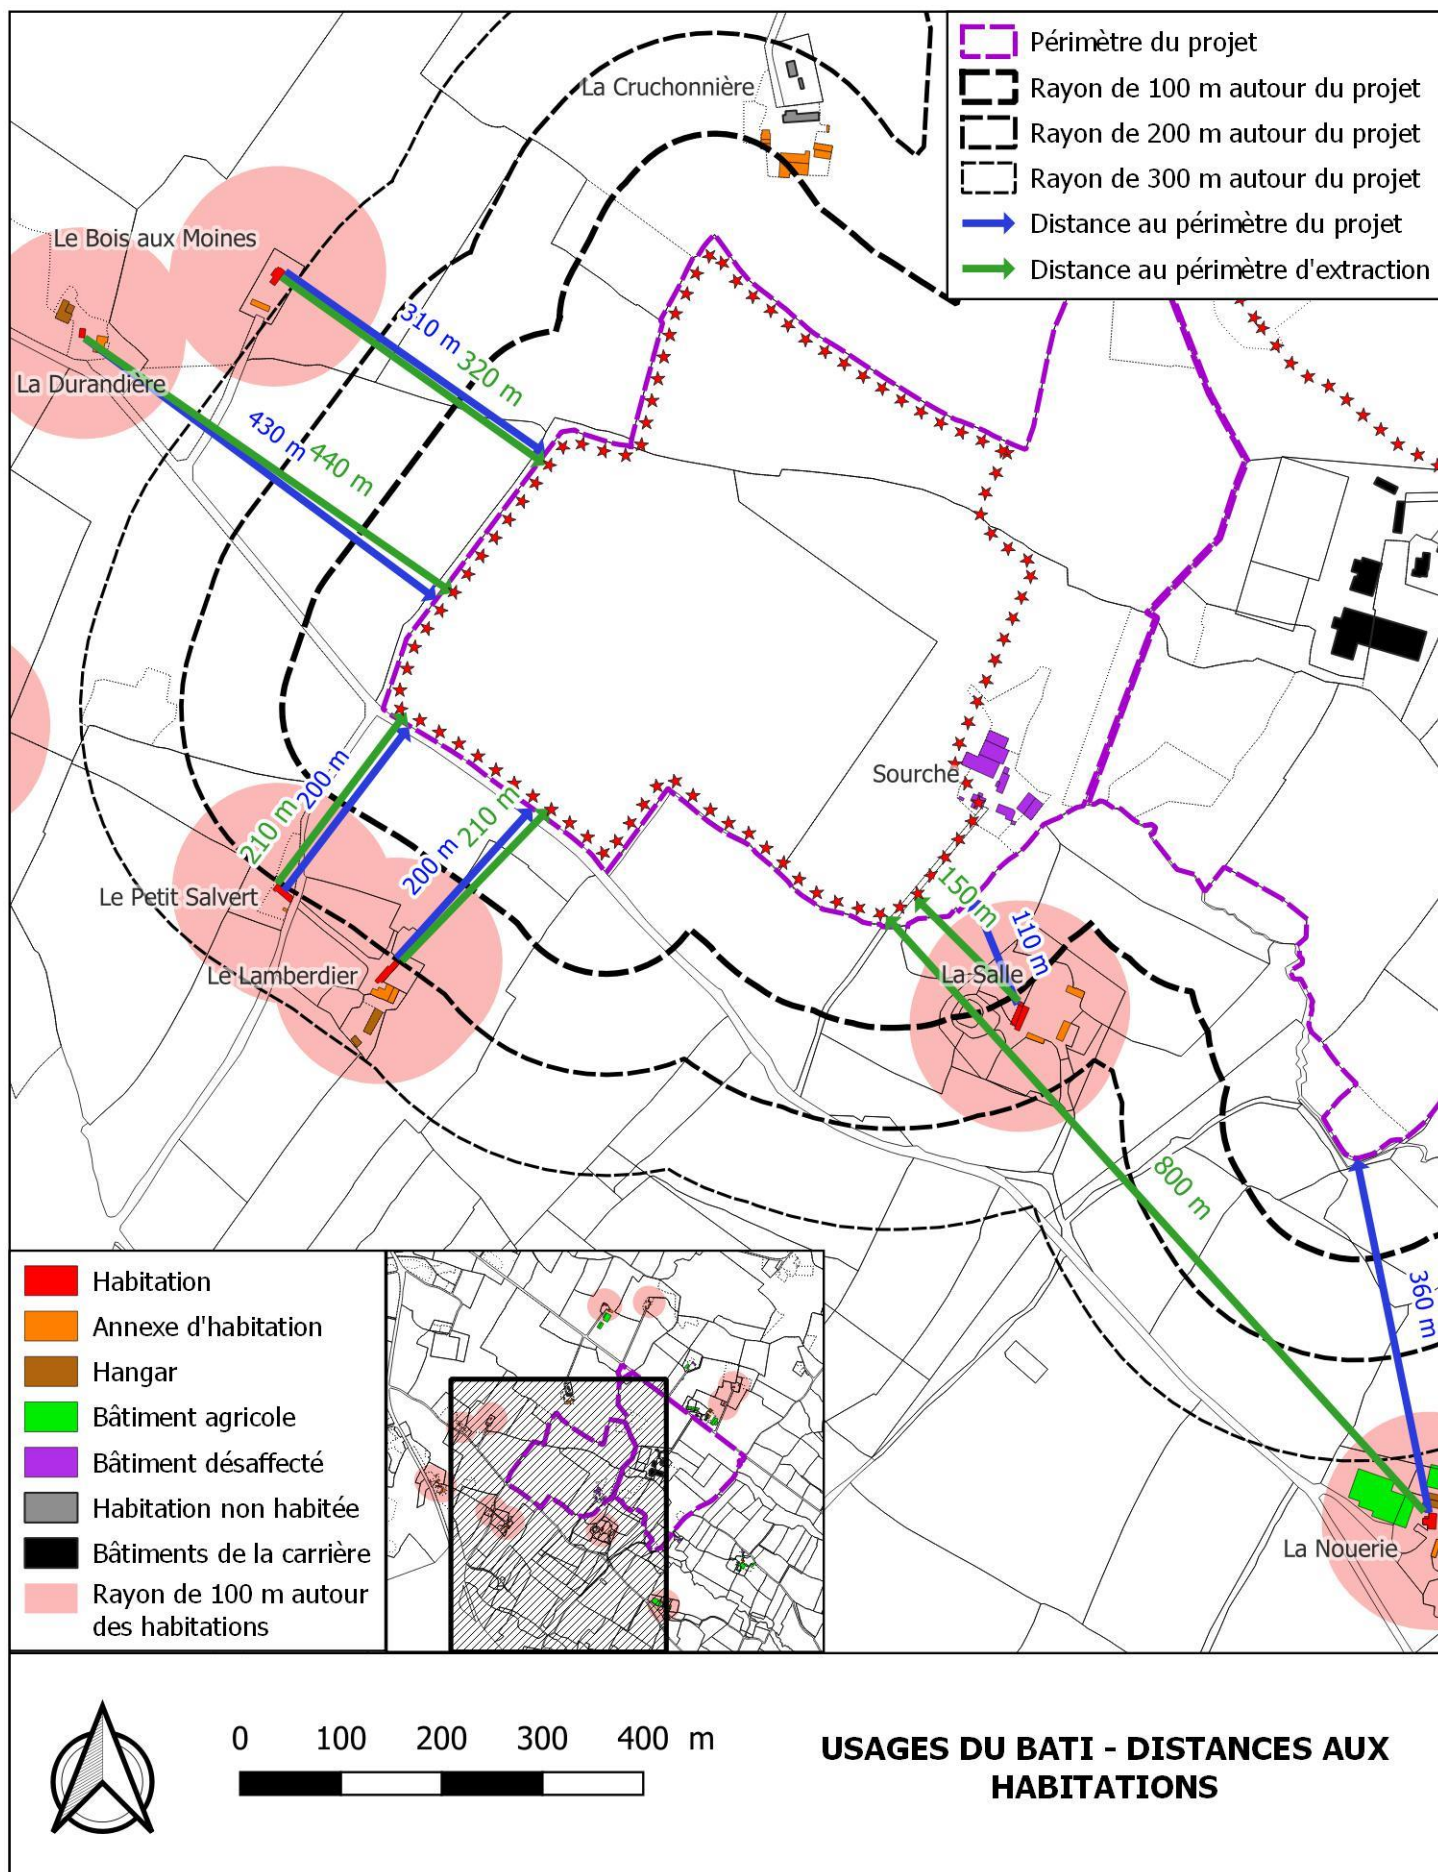 Périmètre du projet
Rayon de 100 m autour du projet
Rayon de 200 m autour du projet
Rayon de 300 m autour du projet
Distance au périmètre du projet
Distance au périmètre d'extraction
La Cruchonnière
Le Bois aux Moines
La Durandière
310 m
320 m
430 m
440 m
Sourche
210 m
200 m
200 m
210 m
Le Petit Salvert
Le Lamberdier
150 m
110 m
La Salle
800 m
360 m
La Nouerie
Habitation
Annexe d'habitation
Hangar
Bâtiment agricole
Bâtiment désaffecté
Habitation non habitée
Bâtiments de la carrière
Rayon de 100 m autour
des habitations
0 100 200 300 400 m
USAGES DU BATI - DISTANCES AUX
HABITATIONS